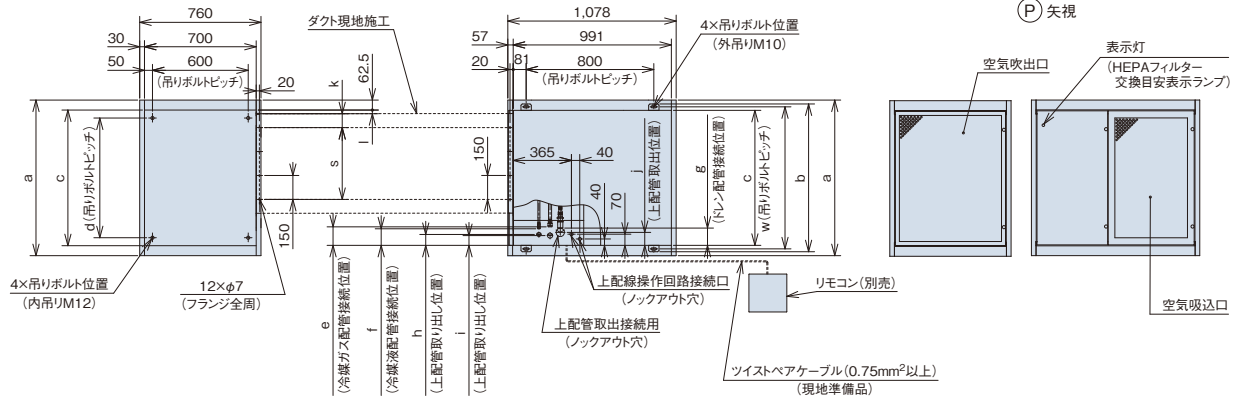 760
30
700
50
600
(吊りボルトピッチ)
20
62.5
k
l
s
a
c
d(吊りボルトピッチ)
150
150
4×吊りボルト位置
(内吊りM12)
12×φ7
(フランジ全周)
ダクト現地施工
1,078
57
991
20
81
800
(吊りボルトピッチ)
4×吊りボルト位置
(外吊りM10)
150
365
40
40
70
j
(上配管取出位置)
g
(ドレン配管接続位置)
w(吊りボルトピッチ)
c
b
a
e
(冷媒ガス配管接続位置)
f
(冷媒液配管接続位置)
h
(上配管取り出し位置)
i
(上配管取り出し位置)
上配線操作回路接続口
(ノックアウト穴)
上配管取出接続用
(ノックアウト穴)
リモコン(別売)
ツイストペアケーブル(0.75mm²以上)
(現地準備品)
P 矢視
空気吹出口
表示灯
(HEPAフィルター
交換目安表示ランプ)
空気吸込口